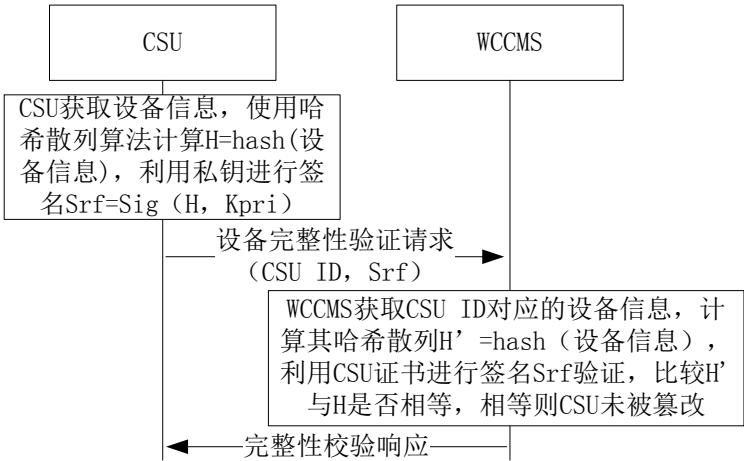 CSU
WCCMS
CSU获取设备信息，使用哈
希散列算法计算H=hash(设
备信息)，利用私钥进行签
名Srf=Sig（H，Kpri）
设备完整性验证请求
（CSU ID，Srf）
WCCMS获取CSU ID对应的设备信息，计
算其哈希散列H’=hash（设备信息），
利用CSU证书进行签名Srf验证，比较H'
与H是否相等，相等则CSU未被篡改
完整性校验响应